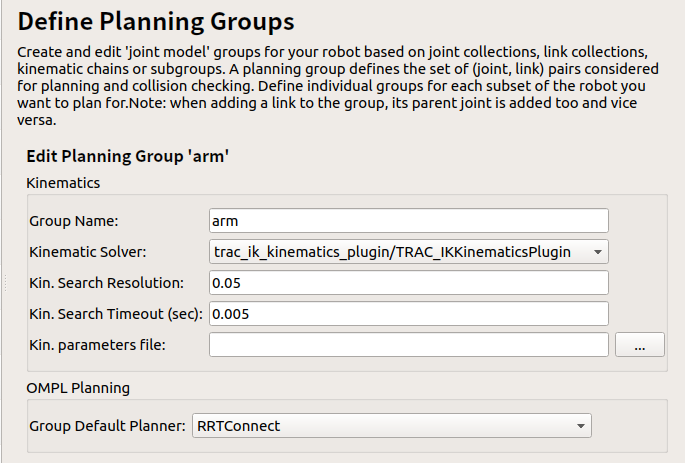 Define Planning Groups
Create and edit 'joint model' groups for your robot based on joint collections, link collections,
kinematic chains or subgroups. A planning group defines the set of (joint, link) pairs considered
for planning and collision checking. Define individual groups for each subset of the robot you
want to plan for.Note: when adding a link to the group, its parent joint is added too and vice
versa.
Edit Planning Group 'arm'
Kinematics
Group Name: arm
Kinematic Solver: trac_ik_kinematics_plugin/TRAC_IKKinematicsPlugin
Kin. Search Resolution: 0.05
Kin. Search Timeout (sec): 0.005
Kin. parameters file: ...
OMPL Planning
Group Default Planner: RRTConnect